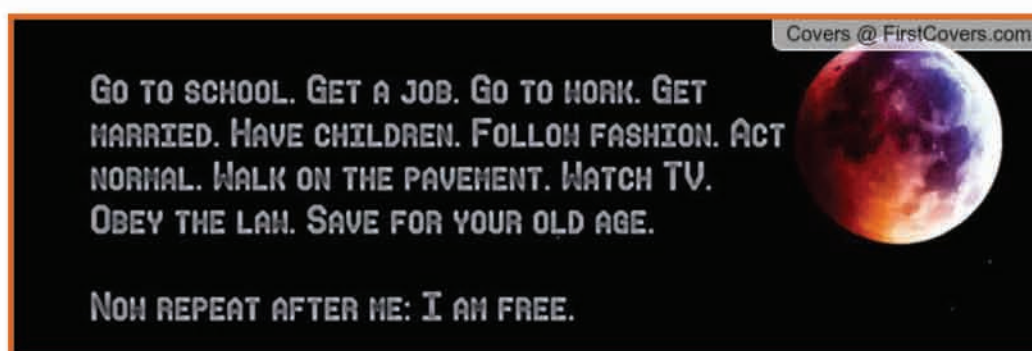 Covers @ FirstCovers.com
Go to school. Get a job. Go to work. Get
married. Have children. Follow fashion. Act
normal. Walk on the pavement. Watch TV.
Obey the law. Save for your old age.
Now repeat after me: I am free.